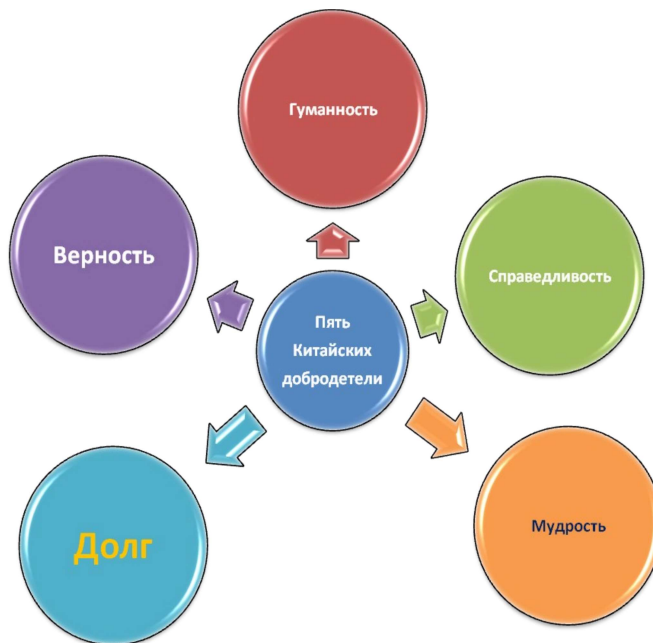 Гуманность
Верность
Справедливость
Пять
Китайских
добродетели
Долг
Мудрость